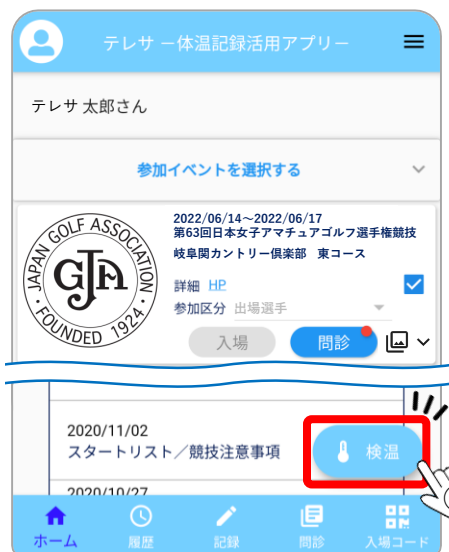 テレサ －体温記録活用アプリ－
テレサ 太郎さん
参加イベントを選択する
JAPAN GOLF ASSOCIATION
JGA
FOUNDED 1924
2022/06/14～2022/06/17
第63回日本女子アマチュアゴルフ選手権競技
岐阜関カントリー倶楽部 東コース
詳細 HP
参加区分 出場選手
入場 問診
2020/11/02
スタートリスト／競技注意事項
検温
2020/10/27
ホーム 履歴 記録 問診 入場コード